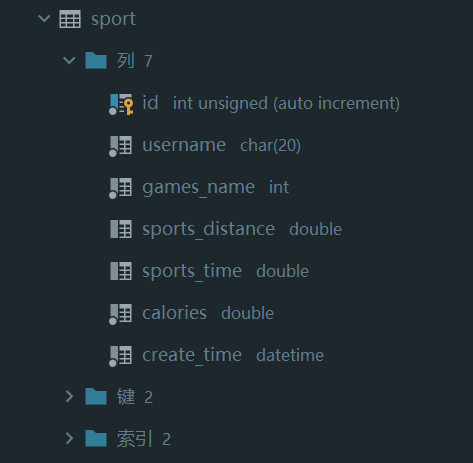 sport
列 7
id int unsigned (auto increment)
username char(20)
games_name int
sports_distance double
sports_time double
calories double
create_time datetime
键 2
索引 2